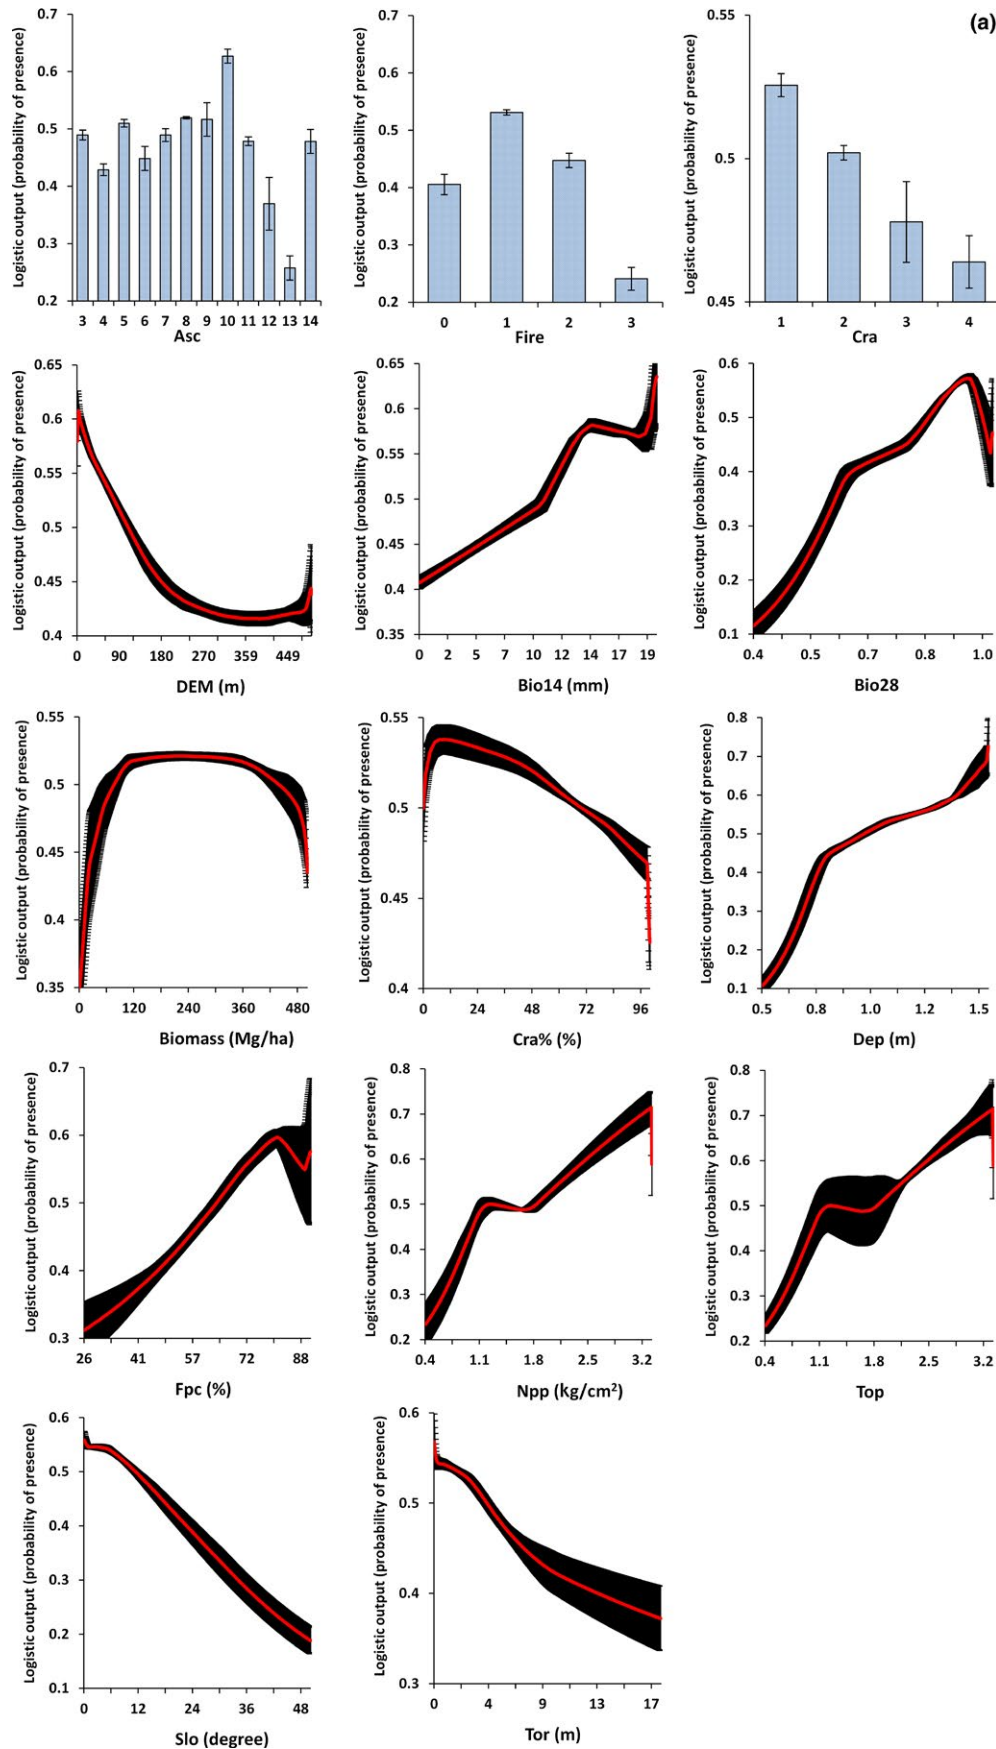 (a)
Logistic output (probability of presence)
0.7
0.6
0.5
0.4
0.3
0.2
3 4 5 6 7 8 9 10 11 12 13 14
Asc
Logistic output (probability of presence)
0.7
0.6
0.5
0.4
0.3
0.2
0 1 2 3
Fire
Logistic output (probability of presence)
0.55
0.5
0.45
1 2 3 4
Cra
Logistic output (probability of presence)
0.65
0.6
0.55
0.5
0.45
0.4
0 90 180 270 359 449
DEM (m)
Logistic output (probability of presence)
0.65
0.6
0.55
0.5
0.45
0.4
0.35
0 2 5 7 10 12 14 17 19
Bio14 (mm)
Logistic output (probability of presence)
0.6
0.5
0.4
0.3
0.2
0.1
0.4 0.5 0.6 0.8 1.0
Bio28
Logistic output (probability of presence)
0.55
0.5
0.45
0.4
0.35
0 120 240 360 480
Biomass (Mg/ha)
Logistic output (probability of presence)
0.55
0.5
0.45
0.4
0 24 48 72 96
Cra% (%)
Logistic output (probability of presence)
0.8
0.7
0.6
0.5
0.4
0.3
0.2
0.1
0.5 0.8 1.0 1.2 1.5
Dep (m)
Logistic output (probability of presence)
0.7
0.6
0.5
0.4
0.3
26 41 57 72 88
Fpc (%)
Logistic output (probability of presence)
0.8
0.7
0.6
0.5
0.4
0.3
0.2
0.4 1.1 1.8 2.5 3.2
Npp (kg/cm²)
Logistic output (probability of presence)
0.8
0.7
0.6
0.5
0.4
0.3
0.2
0.4 1.1 1.8 2.5 3.2
Top
Logistic output (probability of presence)
0.6
0.5
0.4
0.3
0.2
0.1
0 12 24 36 48
Slo (degree)
Logistic output (probability of presence)
0.6
0.5
0.4
0.3
0 4 9 13 17
Tor (m)